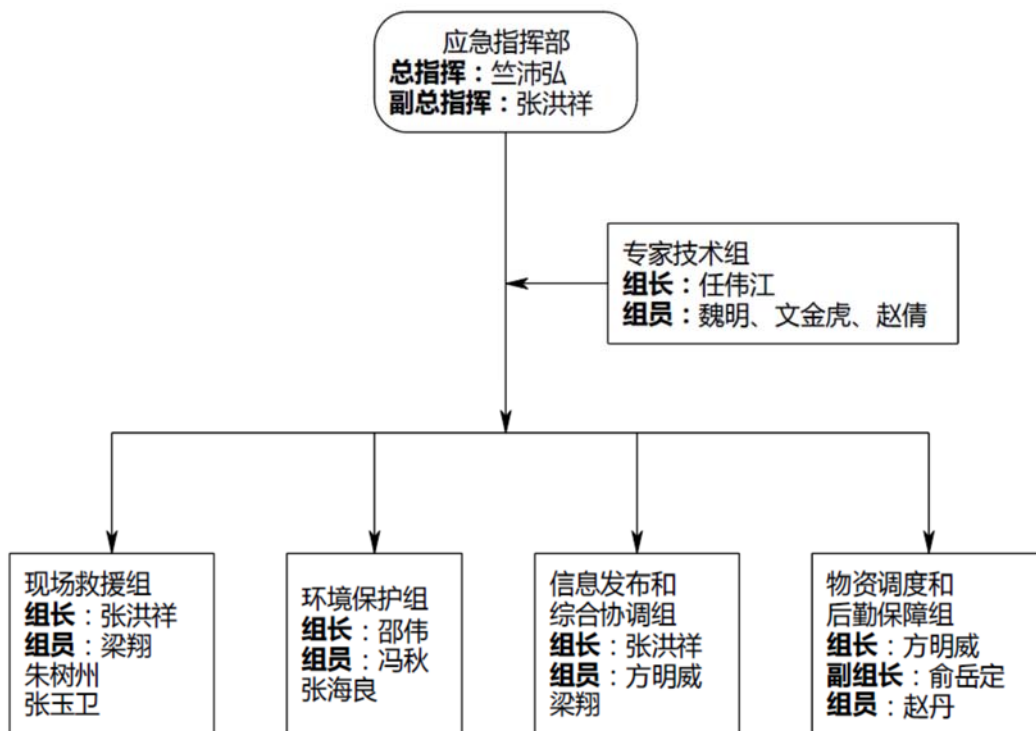 应急指挥部
总指挥：竺沛弘
副总指挥：张洪祥
专家技术组
组长：任伟江
组员：魏明、文金虎、赵倩
现场救援组
组长：张洪祥
组员：梁翔
朱树州
张玉卫
环境保护组
组长：邵伟
组员：冯秋
张海良
信息发布和
综合协调组
组长：张洪祥
组员：方明威
梁翔
物资调度和
后勤保障组
组长：方明威
副组长：俞岳定
组员：赵丹